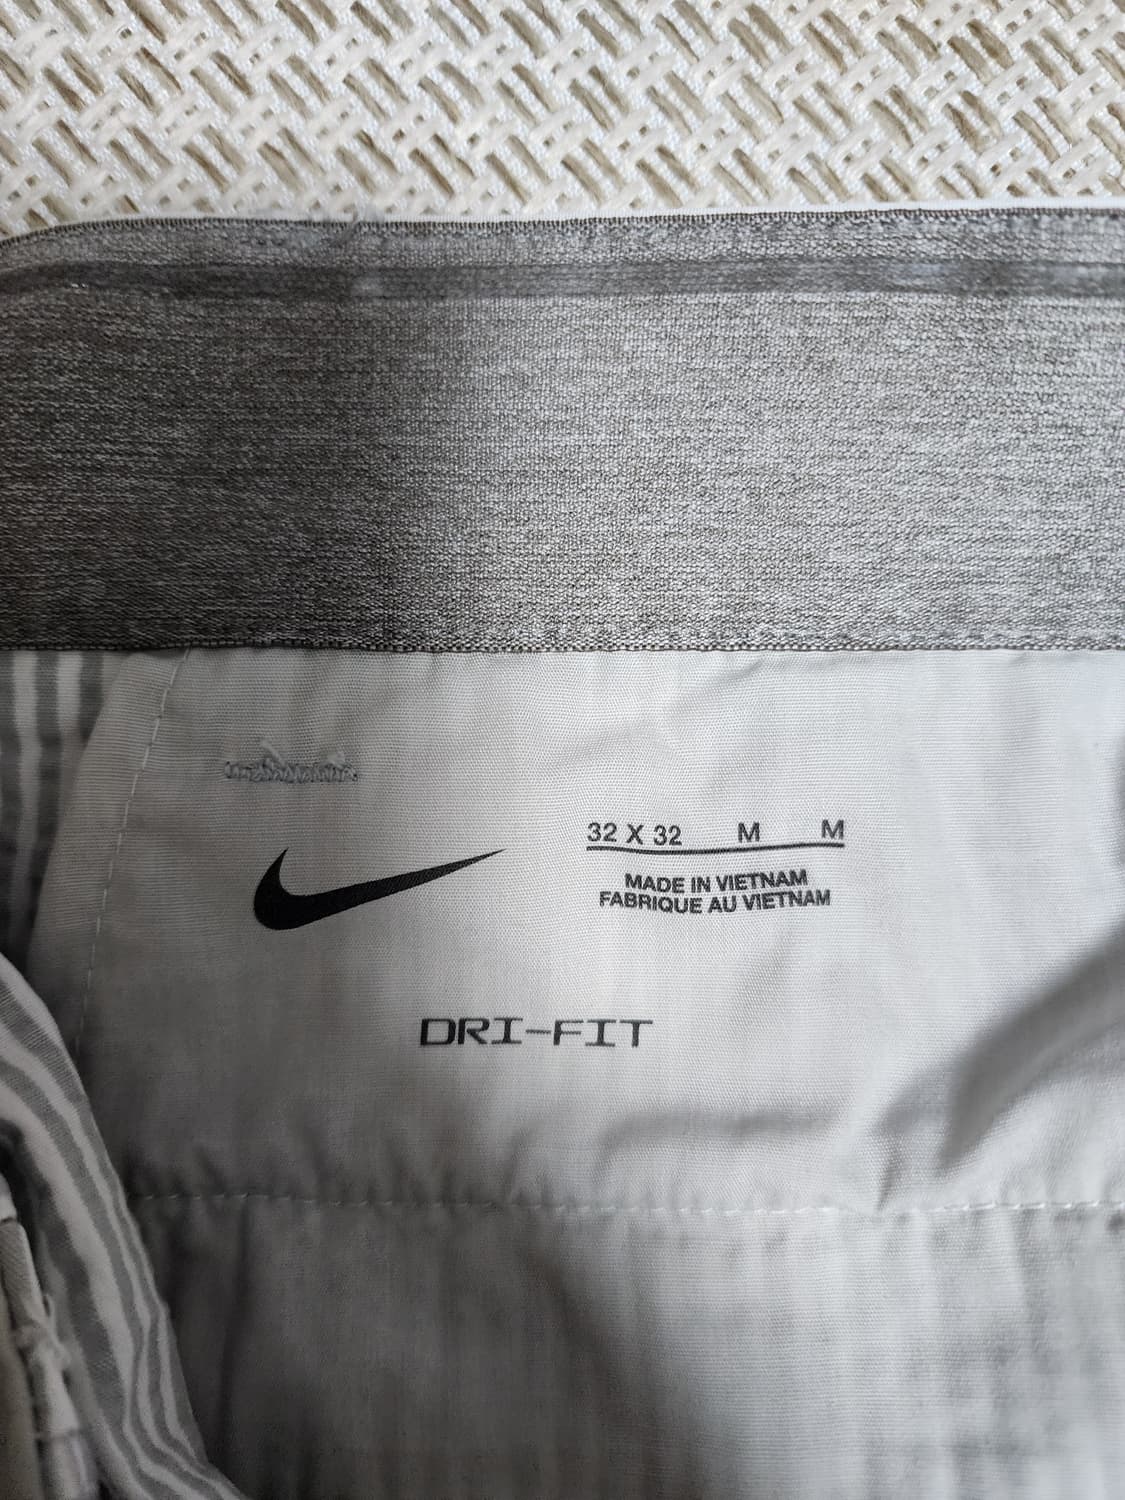 32 X 32 M M
MADE IN VIETNAM
FABRIQUE AU VIETNAM
DRI-FIT